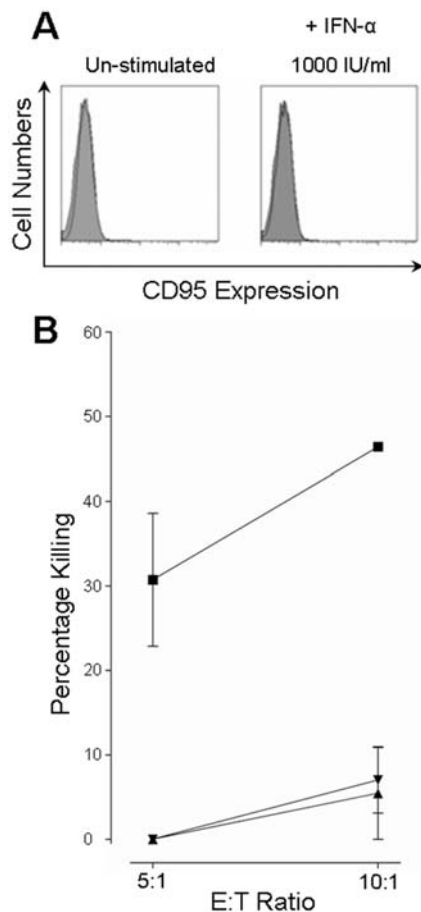 A
+ IFN-α
Un-stimulated
1000 IU/ml
Cell Numbers
CD95 Expression
B
60
50
40
30
20
10
0
Percentage Killing
5:1
10:1
E:T Ratio